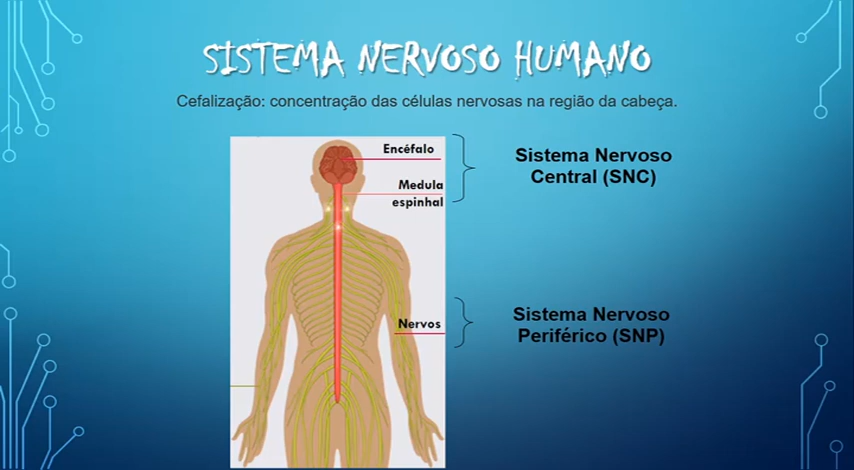 SISTEMA NERVOSO HUMANO
Cefalização: concentração das células nervosas na região da cabeça.
Encéfalo
Medula
espinhal
Sistema Nervoso
Central (SNC)
Nervos
Sistema Nervoso
Periférico (SNP)